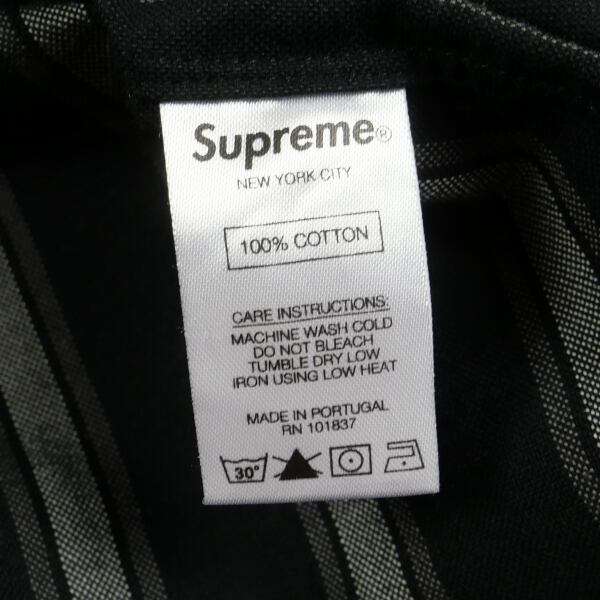 Supreme®
NEW YORK CITY
100% COTTON
CARE INSTRUCTIONS:
MACHINE WASH COLD
DO NOT BLEACH
TUMBLE DRY LOW
IRON USING LOW HEAT
MADE IN PORTUGAL
RN 101837
30°